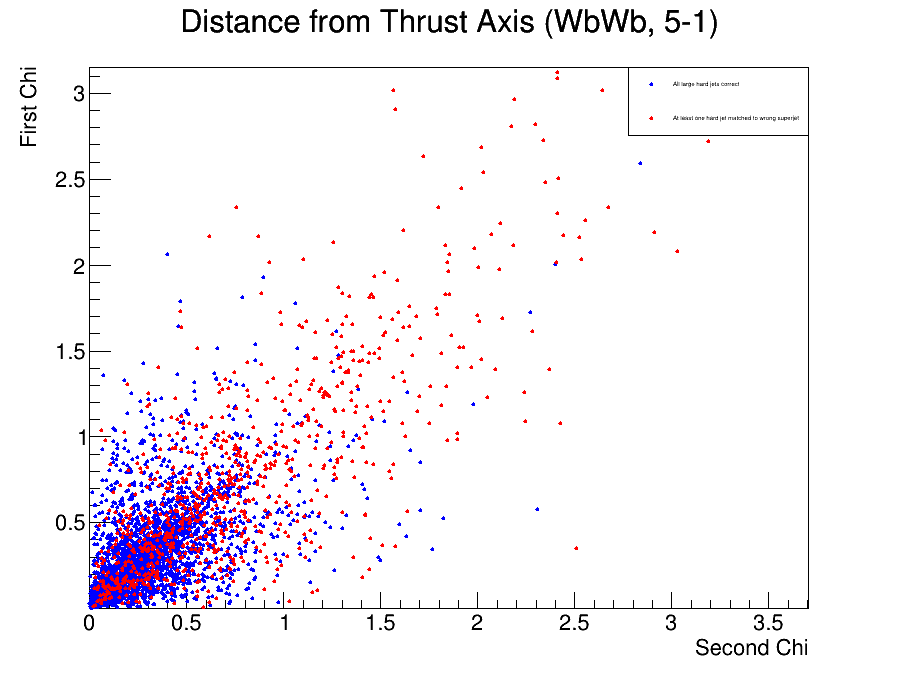 Distance from Thrust Axis (WbWb, 5-1)
First Chi
All large hard jets correct
At least one hard jet matched to wrong superjet
3
2.5
2
1.5
1
0.5
0 0.5 1 1.5 2 2.5 3 3.5
Second Chi